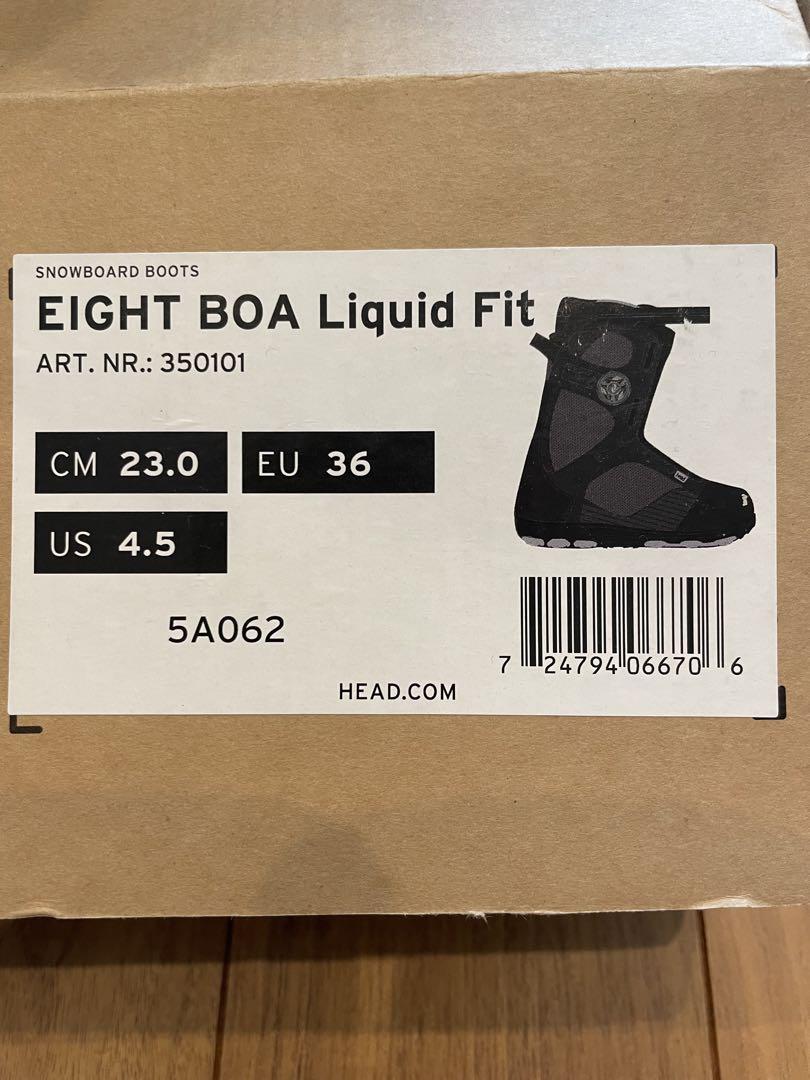 SNOWBOARD BOOTS
EIGHT BOA Liquid Fit
ART. NR.: 350101
CM 23.0 EU 36
US 4.5
5A062
7 24794 06670 6
HEAD.COM